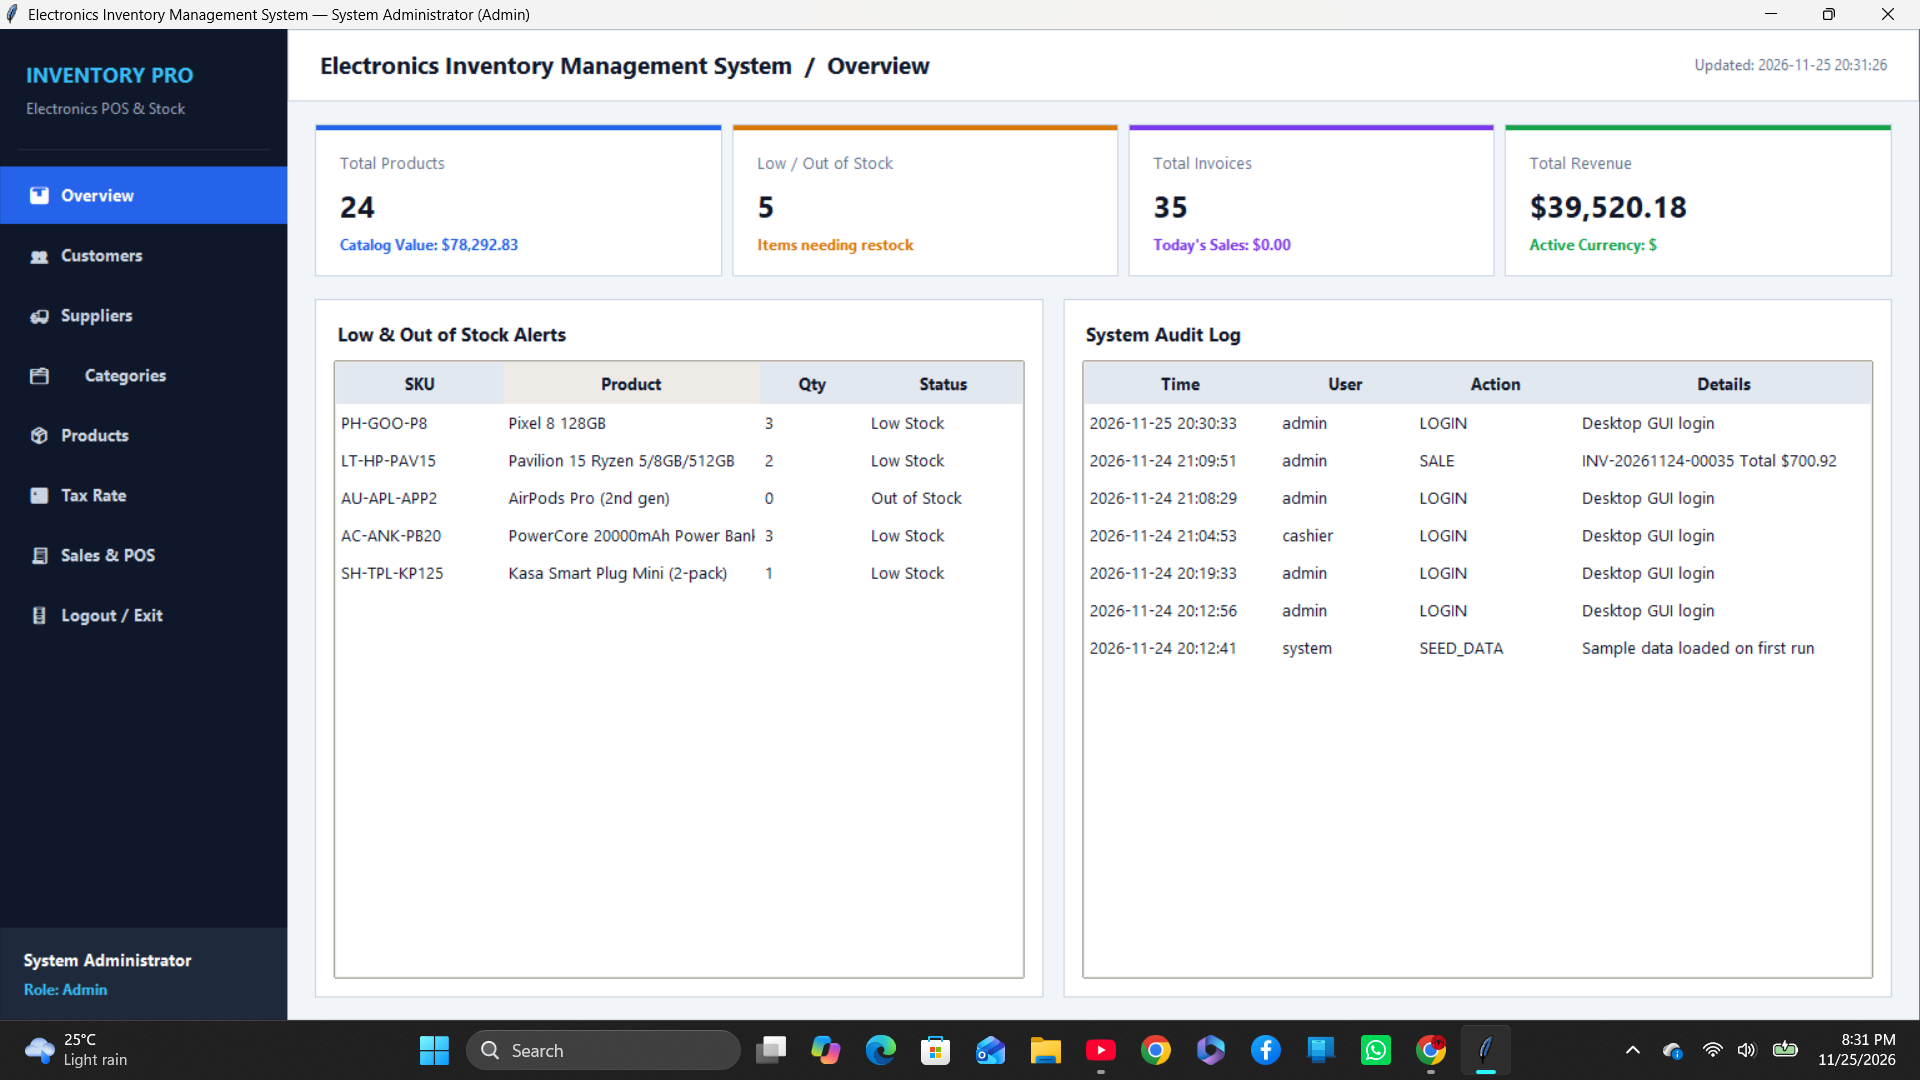 Electronics Inventory Management System — System Administrator (Admin)
INVENTORY PRO
Electronics POS & Stock
Overview
Customers
Suppliers
Categories
Products
Tax Rate
Sales & POS
Logout / Exit
System Administrator
Role: Admin
Electronics Inventory Management System / Overview
Updated: 2026-11-25 20:31:26
Total Products
24
Catalog Value: $78,292.83
Low / Out of Stock
5
Items needing restock
Total Invoices
35
Today's Sales: $0.00
Total Revenue
$39,520.18
Active Currency: $
Low & Out of Stock Alerts
SKU Product Qty Status
PH-GOO-P8 Pixel 8 128GB 3 Low Stock
LT-HP-PAV15 Pavilion 15 Ryzen 5/8GB/512GB 2 Low Stock
AU-APL-APP2 AirPods Pro (2nd gen) 0 Out of Stock
AC-ANK-PB20 PowerCore 20000mAh Power Bank 3 Low Stock
SH-TPL-KP125 Kasa Smart Plug Mini (2-pack) 1 Low Stock
System Audit Log
Time User Action Details
2026-11-25 20:30:33 admin LOGIN Desktop GUI login
2026-11-24 21:09:51 admin SALE INV-20261124-00035 Total $700.92
2026-11-24 21:08:29 admin LOGIN Desktop GUI login
2026-11-24 21:04:53 cashier LOGIN Desktop GUI login
2026-11-24 20:19:33 admin LOGIN Desktop GUI login
2026-11-24 20:12:56 admin LOGIN Desktop GUI login
2026-11-24 20:12:41 system SEED_DATA Sample data loaded on first run
25°C
Light rain
Search
8:31 PM
11/25/2026